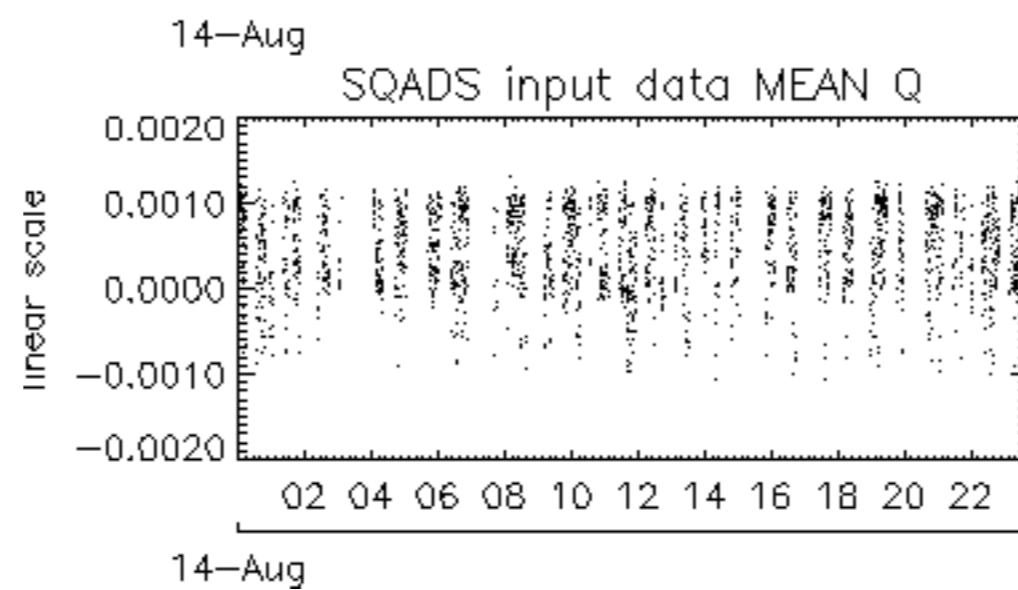 14-Aug
SQADS input data MEAN Q
0.0020
0.0010
0.0000
-0.0010
-0.0020
linear scale
02 04 06 08 10 12 14 16 18 20 22
14-Aug